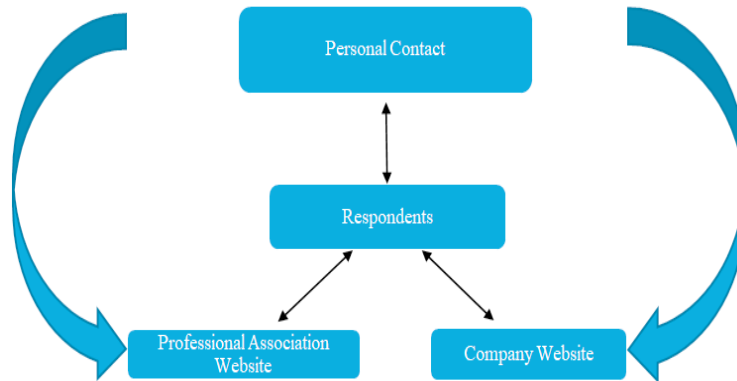 Personal Contact
Respondents
Professional Association
Website
Company Website